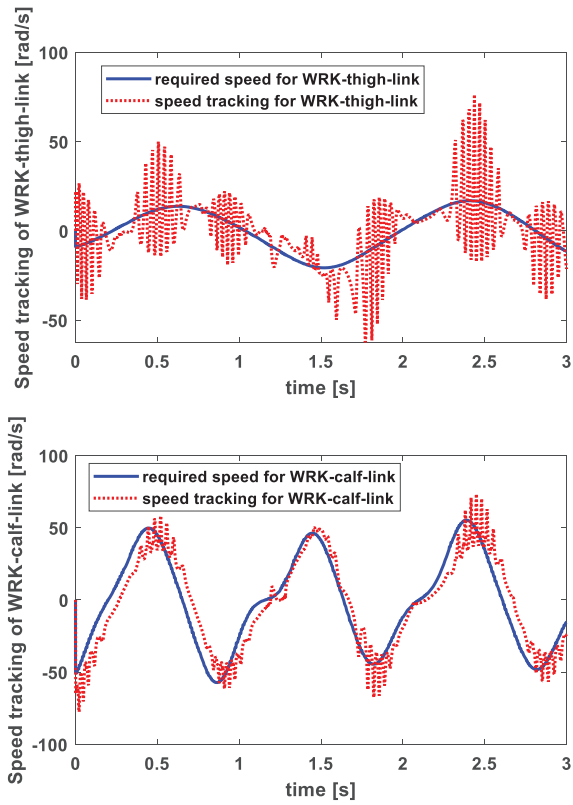 Speed tracking of WRK-thigh-link [rad/s]
100
50
0
-50
required speed for WRK-thigh-link
speed tracking for WRK-thigh-link
0 0.5 1 1.5 2 2.5 3
time [s]
Speed tracking of WRK-calf-link [rad/s]
100
50
0
-50
-100
required speed for WRK-calf-link
speed tracking for WRK-calf-link
0 0.5 1 1.5 2 2.5 3
time [s]